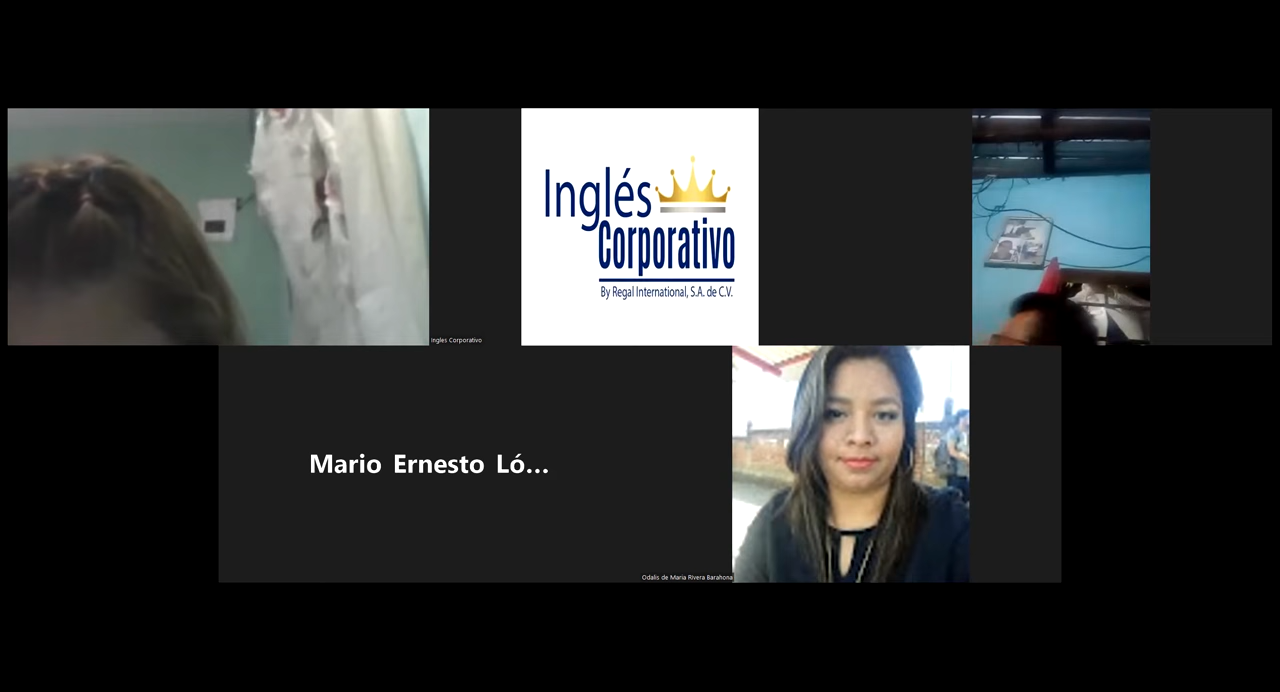 Inglés
Corporativo
By Regal International, S.A. de C.V.
Ingles Corporativo
Mario Ernesto Ló...
Odalis de Maria Rivera Barahona